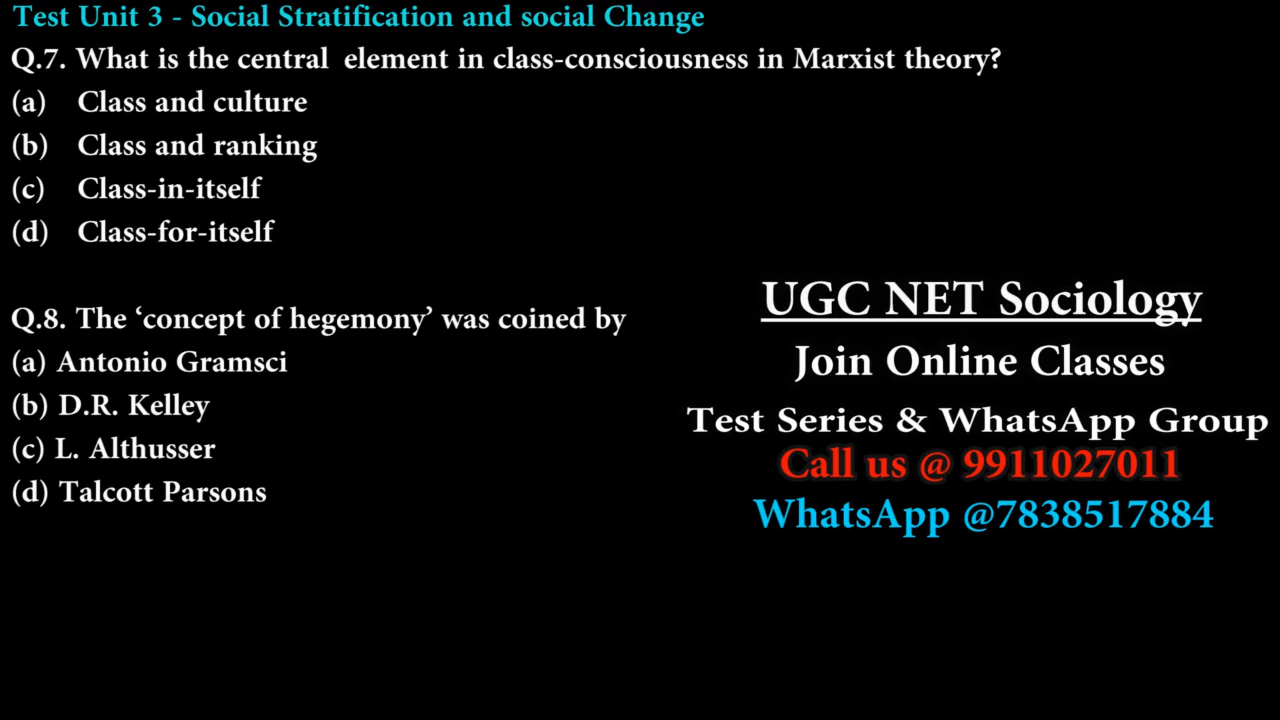 Test Unit 3 - Social Stratification and social Change
Q.7. What is the central element in class-consciousness in Marxist theory?
(a) Class and culture
(b) Class and ranking
(c) Class-in-itself
(d) Class-for-itself
Q.8. The ‘concept of hegemony’ was coined by
(a) Antonio Gramsci
(b) D.R. Kelley
(c) L. Althusser
(d) Talcott Parsons
UGC NET Sociology
Join Online Classes
Test Series & WhatsApp Group
Call us @ 9911027011
WhatsApp @7838517884